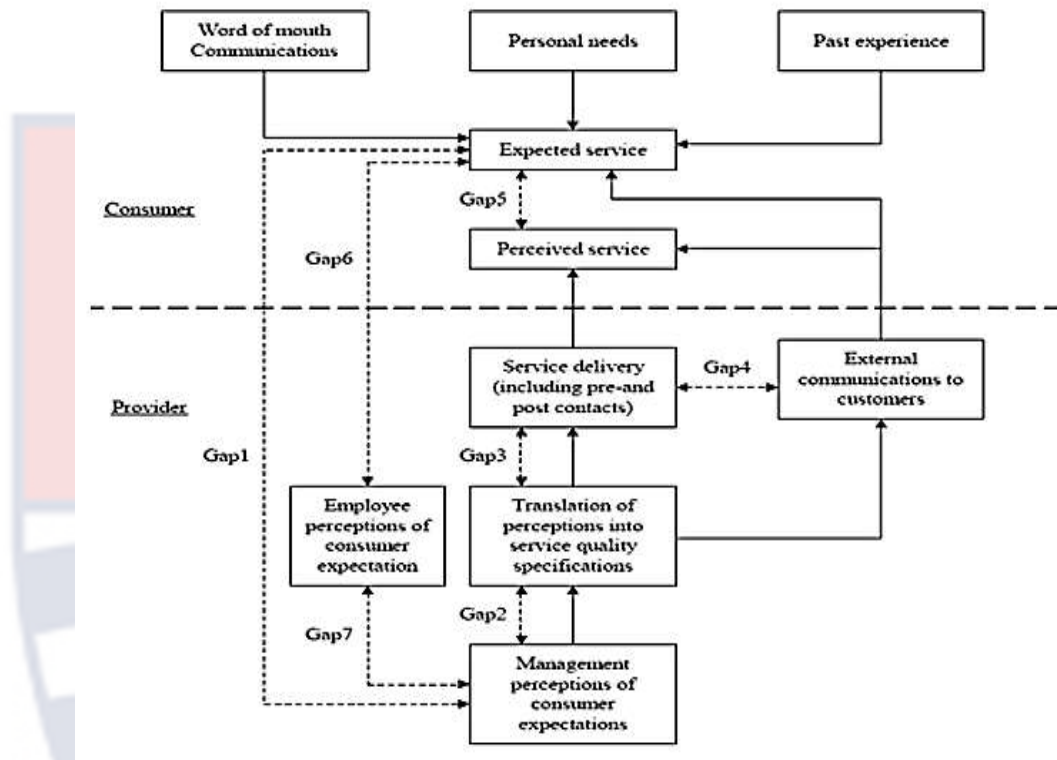 Word of mouth
Communications
Personal needs
Past experience
Expected service
Gap5
Consumer
Perceived service
Gap6
Service delivery
(including pre-and
post contacts)
Gap4
External
communications to
customers
Provider
Gap1
Gap3
Employee
perceptions of
consumer
expectation
Translation of
perceptions into
service quality
specifications
Gap2
Gap7
Management
perceptions of
consumer
expectations